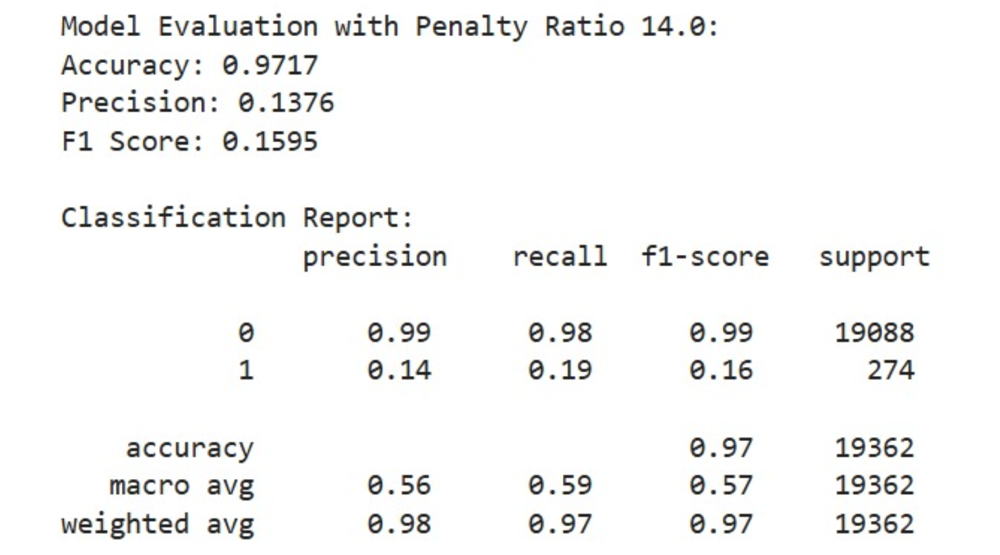 Model Evaluation with Penalty Ratio 14.0:
Accuracy: 0.9717
Precision: 0.1376
F1 Score: 0.1595
Classification Report:
precision recall f1-score support
0 0.99 0.98 0.99 19088
1 0.14 0.19 0.16 274
accuracy 0.97 19362
macro avg 0.56 0.59 0.57 19362
weighted avg 0.98 0.97 0.97 19362